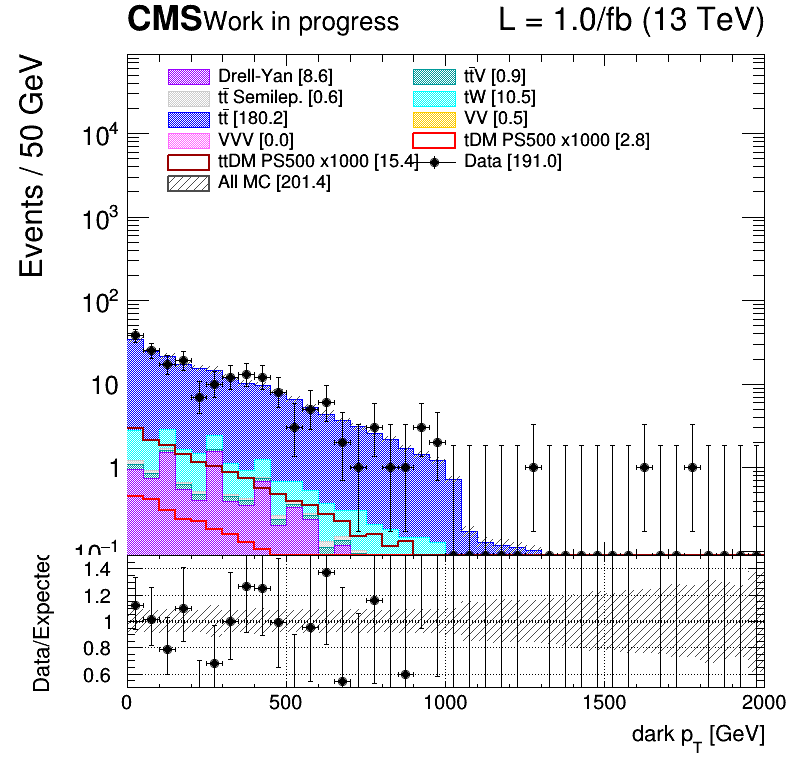 CMS Work in progress L = 1.0/fb (13 TeV)
Drell-Yan [8.6] tt̄V [0.9]
tt̄ Semilep. [0.6] tW [10.5]
tt̄ [180.2] VV [0.5]
VVV [0.0] tDM PS500 x1000 [2.8]
ttDM PS500 x1000 [15.4] Data [191.0]
All MC [201.4]
Events / 50 GeV
10⁴
10³
10²
10
1
10⁻¹
Data/Expected
1.4
1.2
1
0.8
0.6
0 500 1000 1500 2000
dark p_T [GeV]